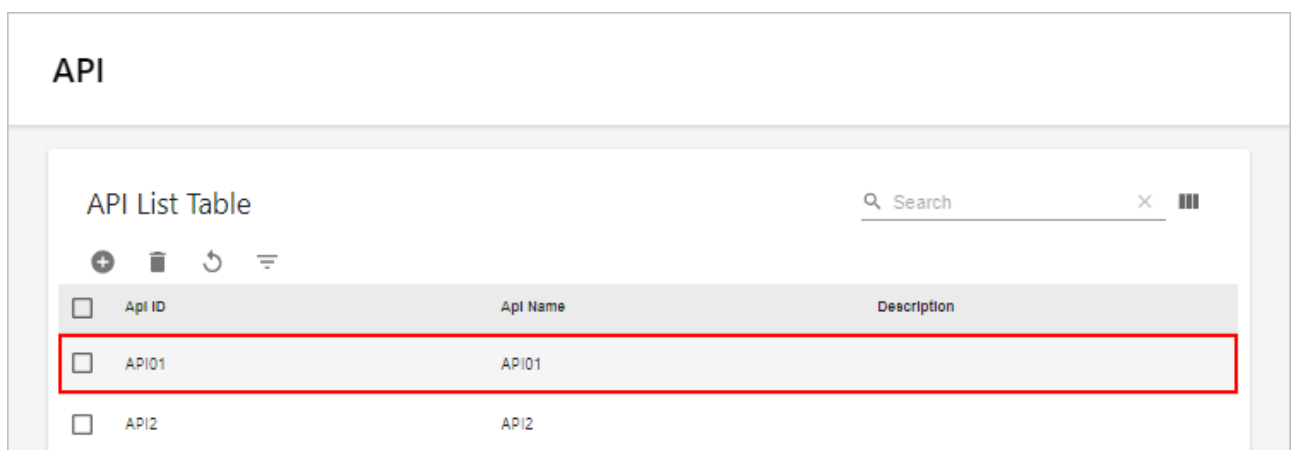 API
API List Table
Search
Api ID Api Name Description
API01 API01
API2 API2